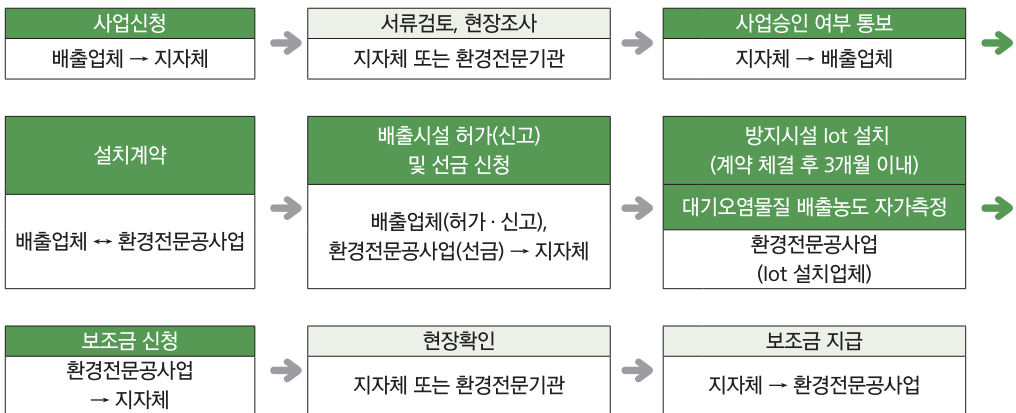 사업신청
배출업체 → 지자체
서류검토, 현장조사
지자체 또는 환경전문기관
사업승인 여부 통보
지자체 → 배출업체
설치계약
배출업체 ↔ 환경전문공사업
배출시설 허가(신고)
및 선금 신청
배출업체(허가 · 신고),
환경전문공사업(선금) → 지자체
방지시설 Iot 설치
(계약 체결 후 3개월 이내)
대기오염물질 배출농도 자가측정
환경전문공사업
(Iot 설치업체)
보조금 신청
환경전문공사업
→ 지자체
현장확인
지자체 또는 환경전문기관
보조금 지급
지자체 → 환경전문공사업